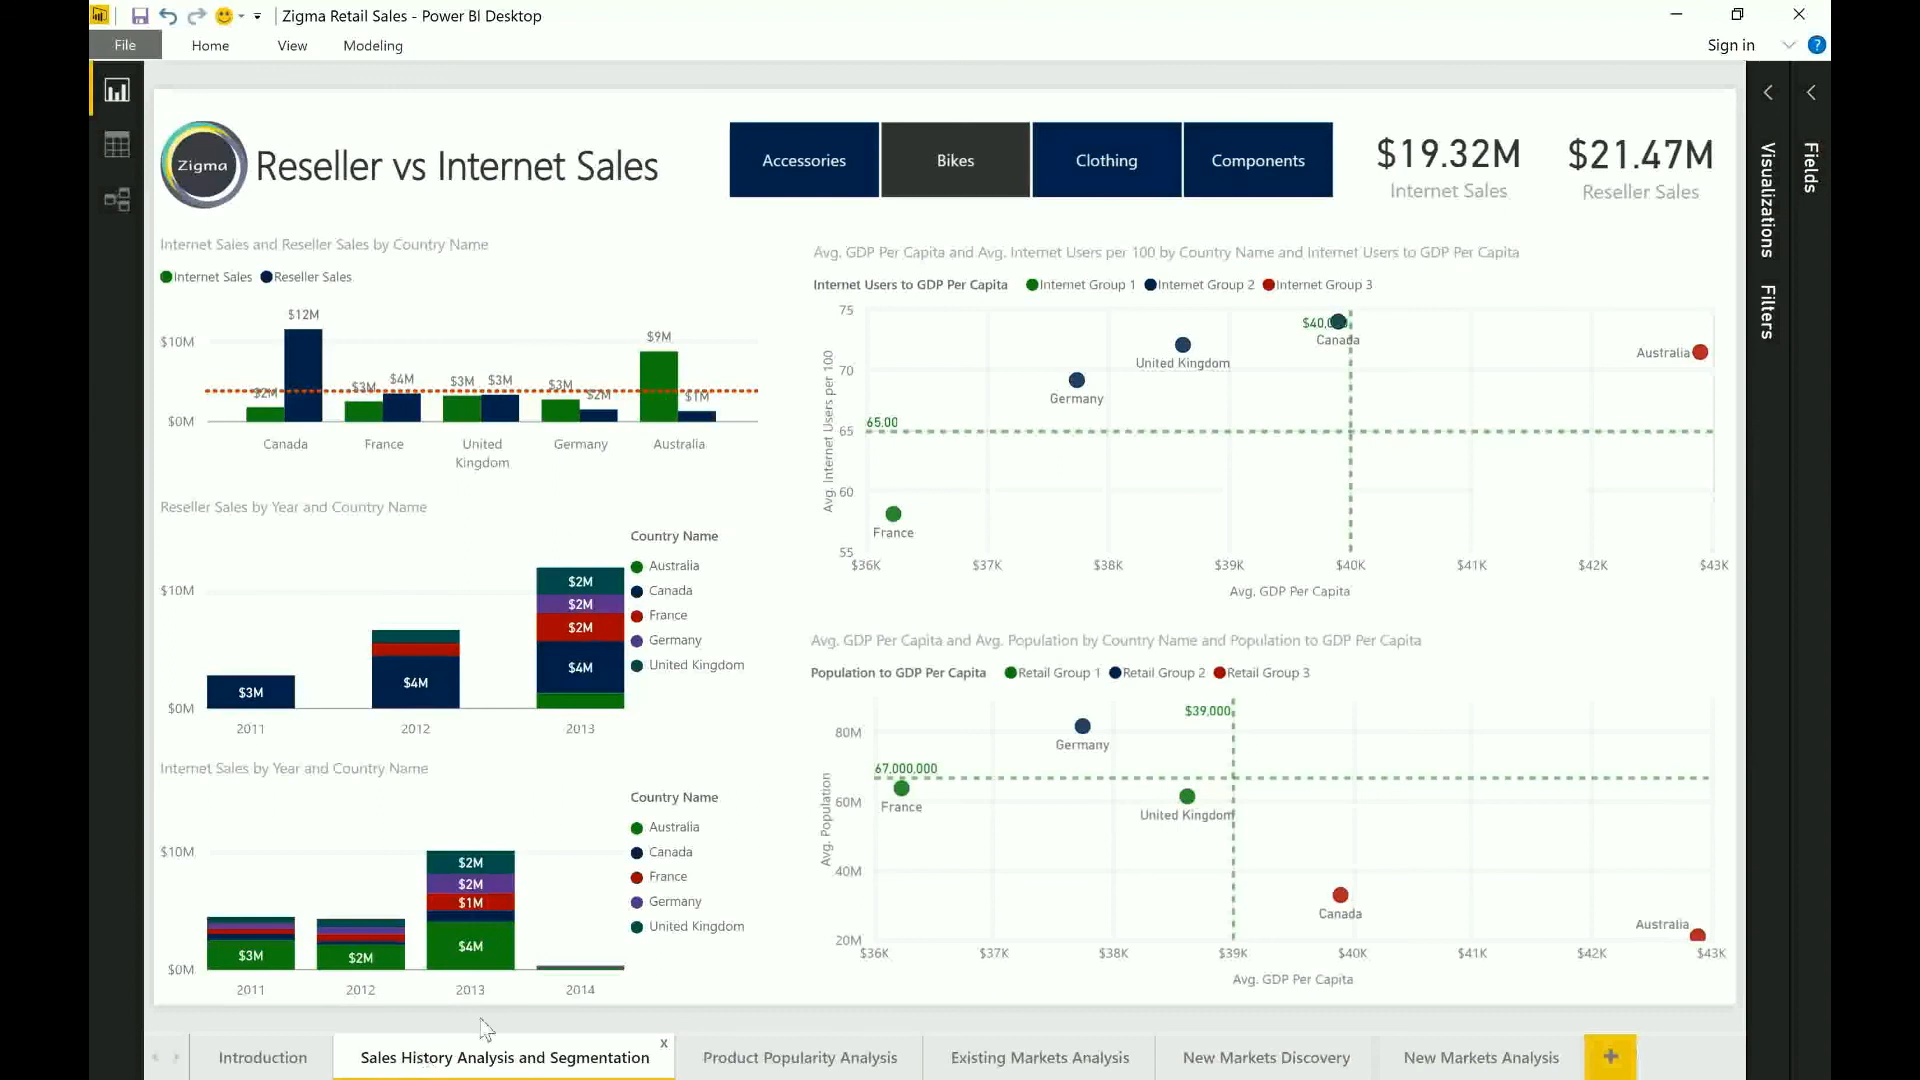 Zigma Retail Sales - Power BI Desktop
File
Home
View
Modeling
Sign in
?
Zigma
Reseller vs Internet Sales
Accessories
Bikes
Clothing
Components
$19.32M
Internet Sales
$21.47M
Reseller Sales
Visualizations
Filters
Fields
Internet Sales and Reseller Sales by Country Name
Internet Sales
Reseller Sales
$10M
$0M
$2M
$12M
$3M
$4M
$3M
$3M
$3M
$2M
$9M
$1M
Canada
France
United
Kingdom
Germany
Australia
Reseller Sales by Year and Country Name
Country Name
Australia
Canada
France
Germany
United Kingdom
$10M
$0M
$3M
$4M
$2M
$2M
$2M
$4M
2011
2012
2013
Internet Sales by Year and Country Name
Country Name
Australia
Canada
France
Germany
United Kingdom
$10M
$0M
$3M
$2M
$2M
$2M
$1M
$4M
2011
2012
2013
2014
Avg. GDP Per Capita and Avg. Internet Users per 100 by Country Name and Internet Users to GDP Per Capita
Internet Users to GDP Per Capita
Internet Group 1
Internet Group 2
Internet Group 3
Avg. Internet Users per 100
75
70
65
60
55
65.00
Canada
United Kingdom
Australia
Germany
France
$36K
$37K
$38K
$39K
$40K
$41K
$42K
$43K
Avg. GDP Per Capita
Avg. GDP Per Capita and Avg. Population by Country Name and Population to GDP Per Capita
Population to GDP Per Capita
Retail Group 1
Retail Group 2
Retail Group 3
Avg. Population
80M
60M
40M
20M
$39,000
67,000,000
Germany
France
United Kingdom
Canada
Australia
$36K
$37K
$38K
$39K
$40K
$41K
$42K
$43K
Avg. GDP Per Capita
Introduction
Sales History Analysis and Segmentation
x
Product Popularity Analysis
Existing Markets Analysis
New Markets Discovery
New Markets Analysis
+